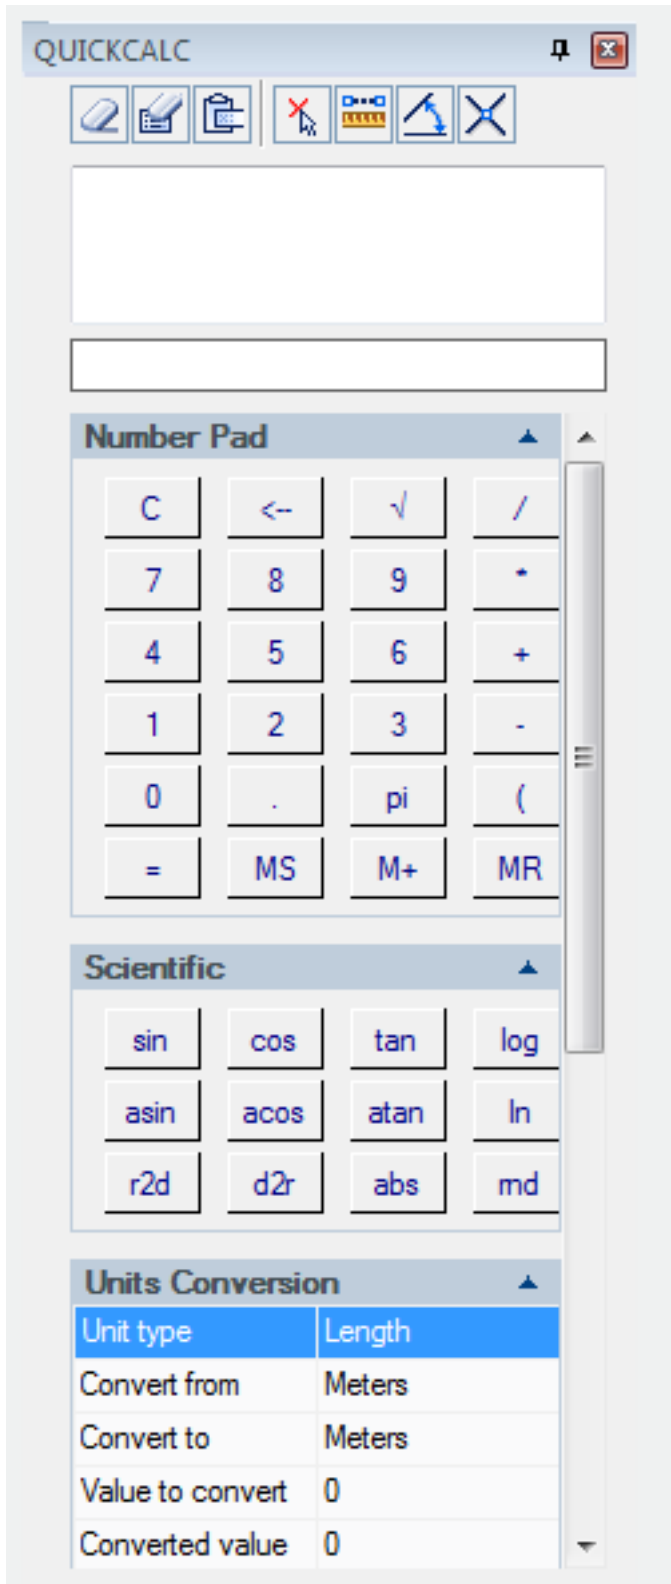 QUICKCALC
Number Pad
C <-- √ /
7 8 9 *
4 5 6 +
1 2 3 -
0 . pi (
= MS M+ MR
Scientific
sin cos tan log
asin acos atan ln
r2d d2r abs rnd
Units Conversion
Unit type Length
Convert from Meters
Convert to Meters
Value to convert 0
Converted value 0